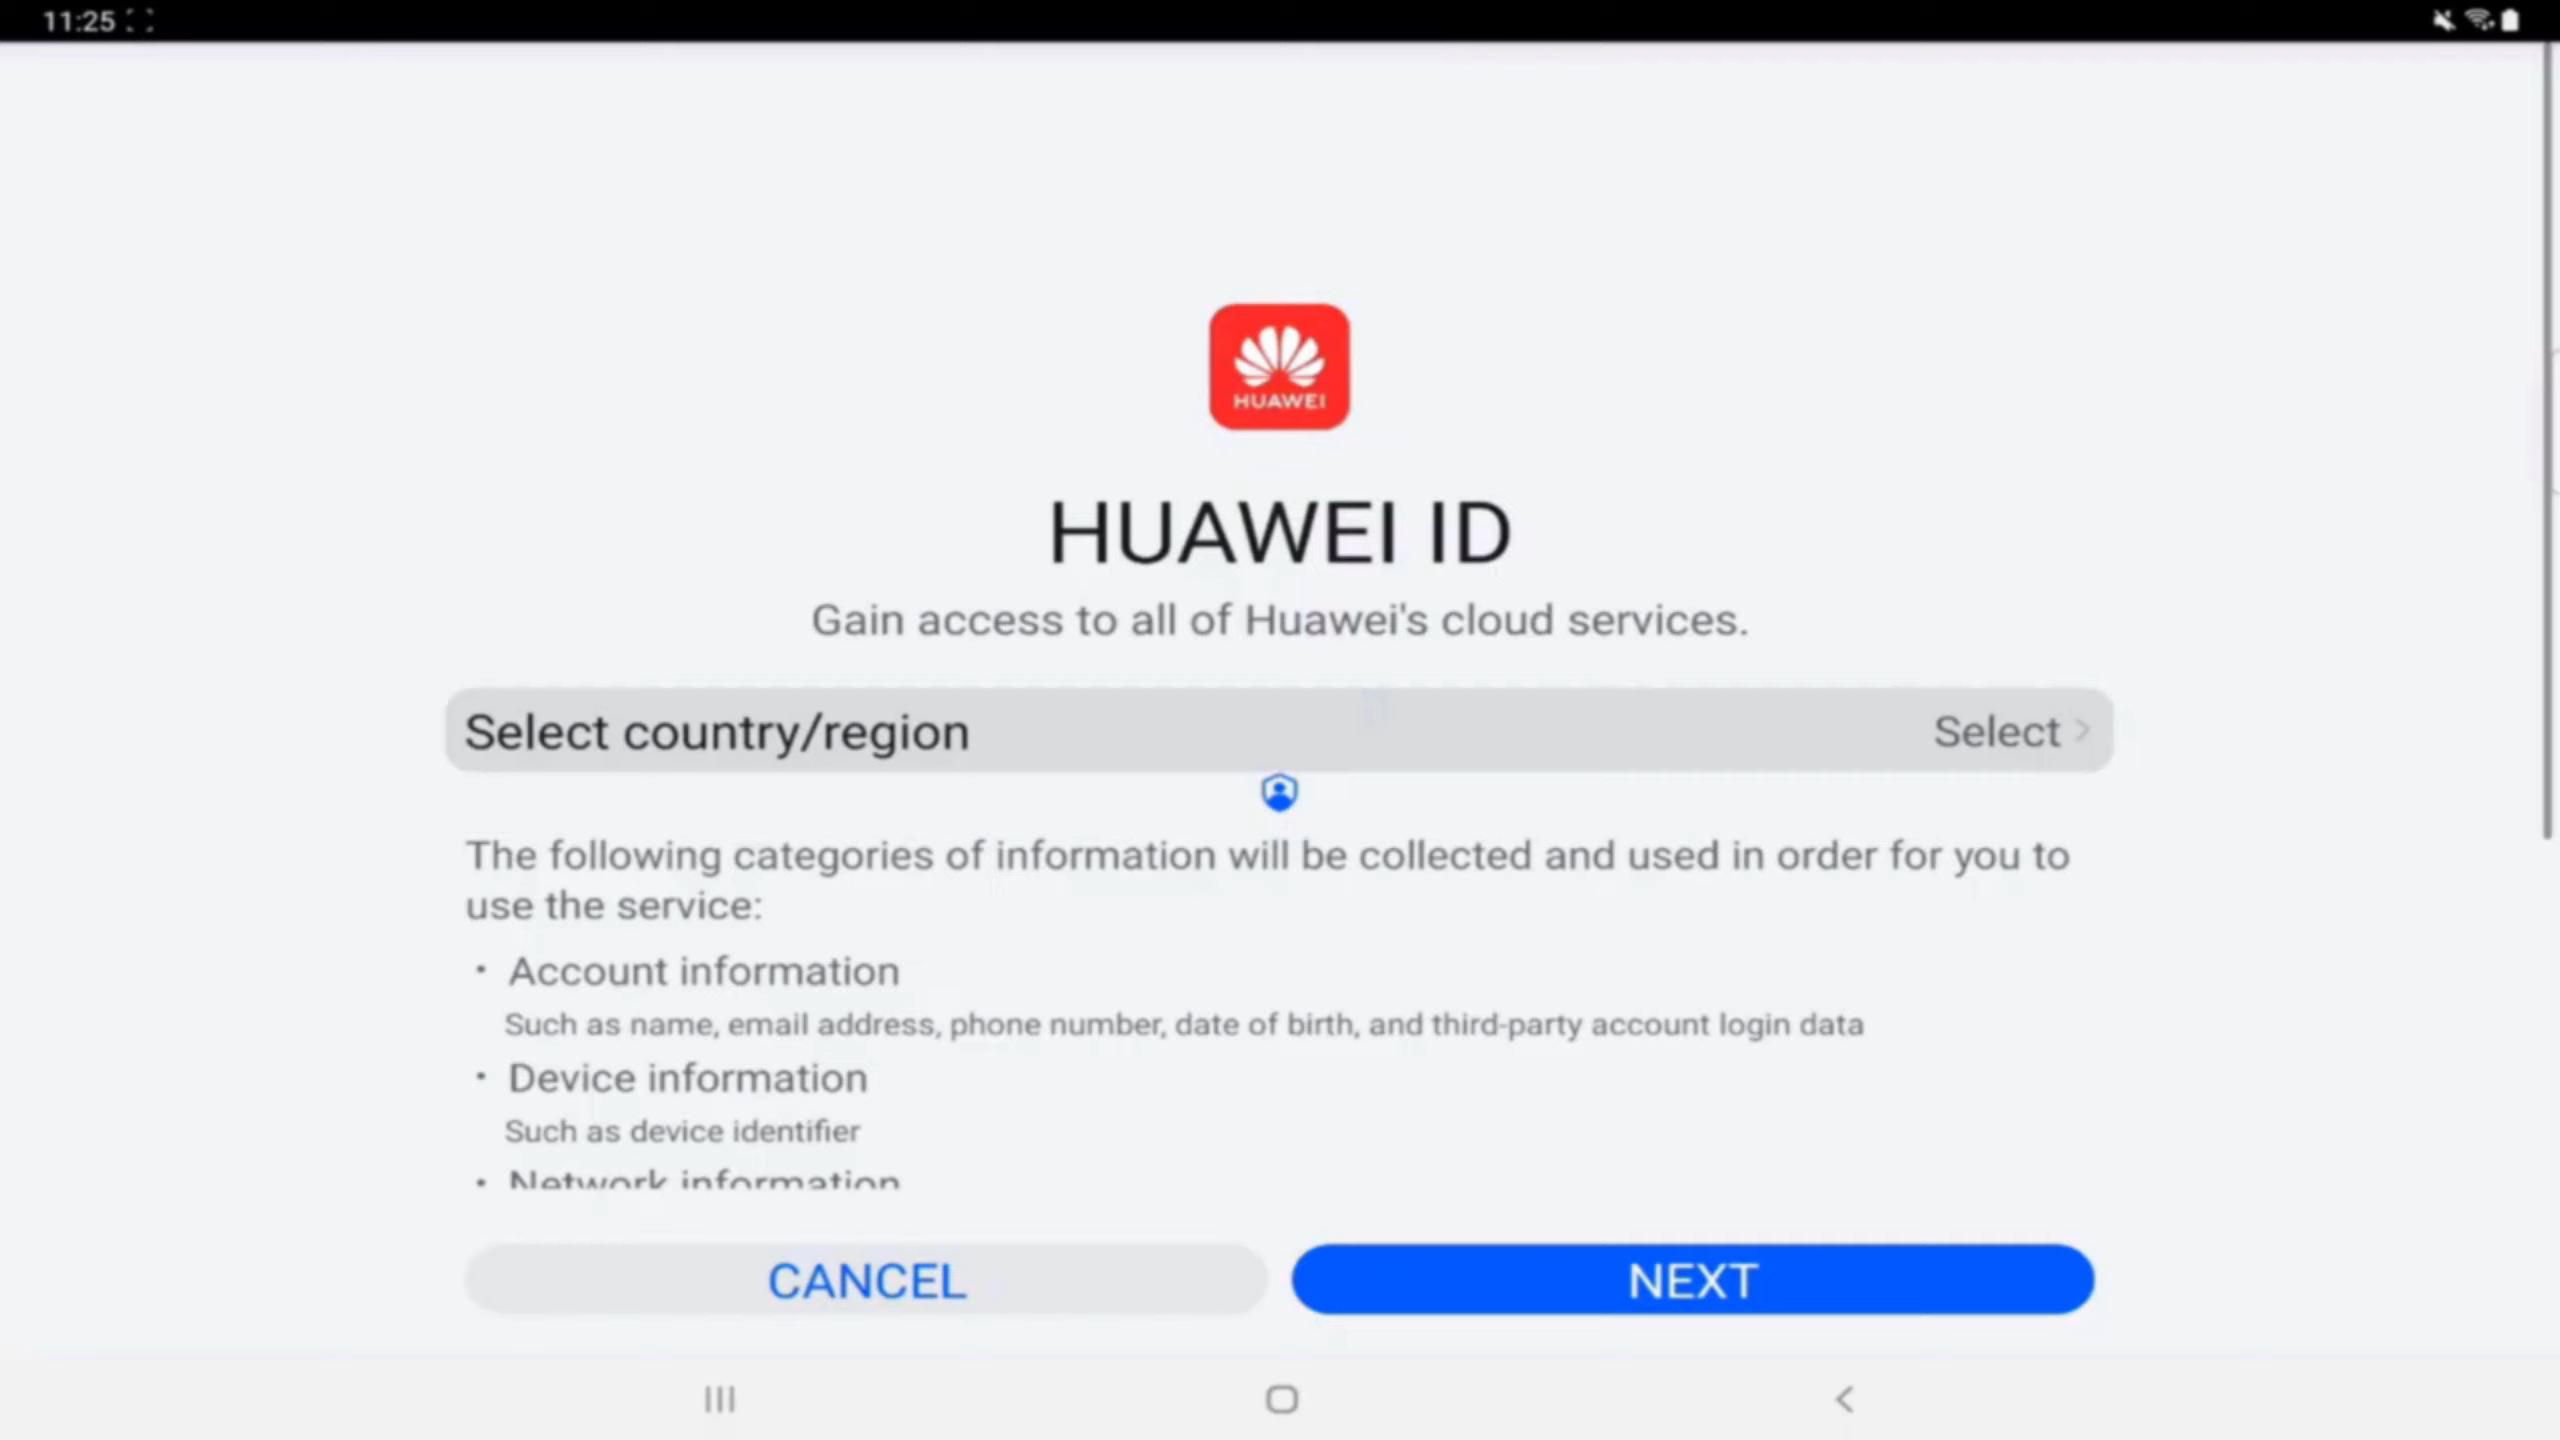 11:25
HUAWEI
HUAWEI ID
Gain access to all of Huawei's cloud services.
Select country/region Select
The following categories of information will be collected and used in order for you to
use the service:
· Account information
Such as name, email address, phone number, date of birth, and third-party account login data
· Device information
Such as device identifier
· Network information
CANCEL NEXT